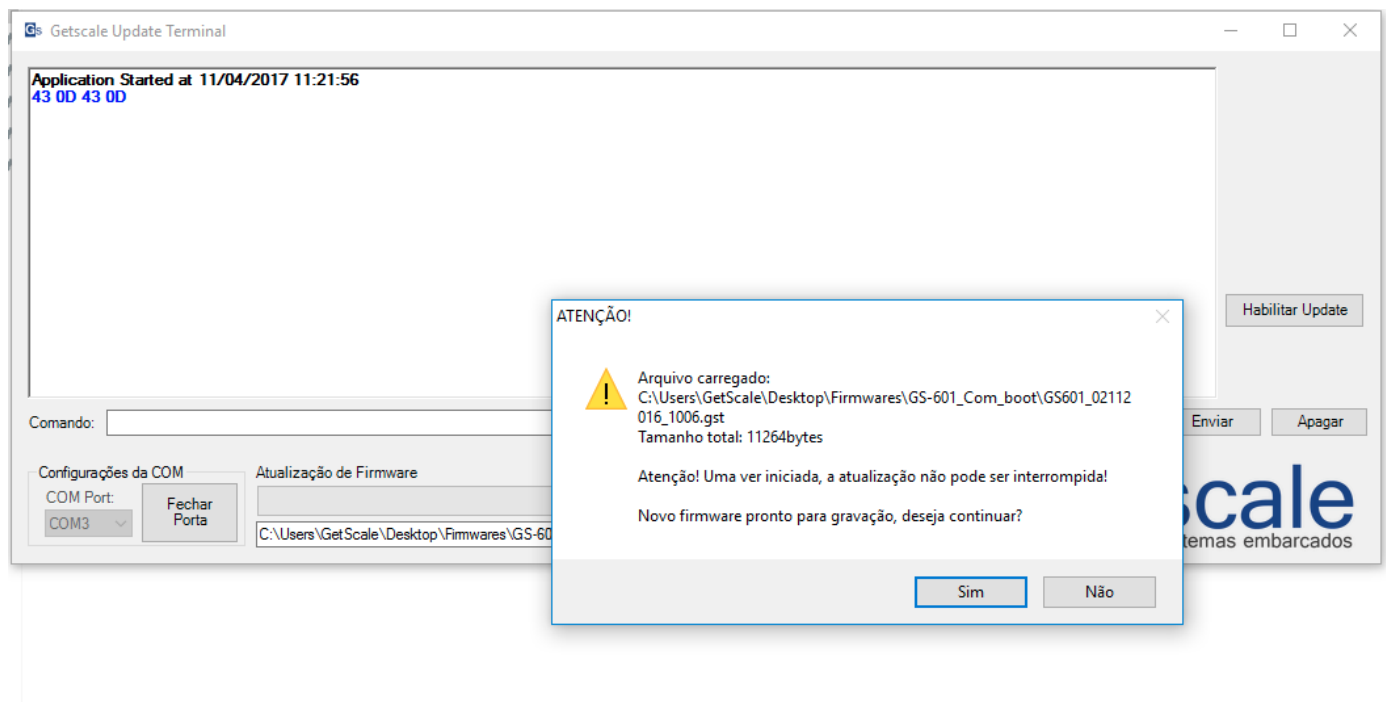 Gs Getscale Update Terminal
Application Started at 11/04/2017 11:21:56
43 0D 43 0D
ATENÇÃO!
Habilitar Update
Arquivo carregado:
C:\Users\GetScale\Desktop\Firmwares\GS-601_Com_boot\GS601_02112
016_1006.gst
Tamanho total: 11264bytes
Comando:
Enviar
Apagar
Atenção! Uma ver iniciada, a atualização não pode ser interrompida!
Configurações da COM
Atualização de Firmware
COM Port:
COM3
Fechar
Porta
Novo firmware pronto para gravação, deseja continuar?
C:\Users\GetScale\Desktop\Firmwares\GS-60
scale
temas embarcados
Sim
Não